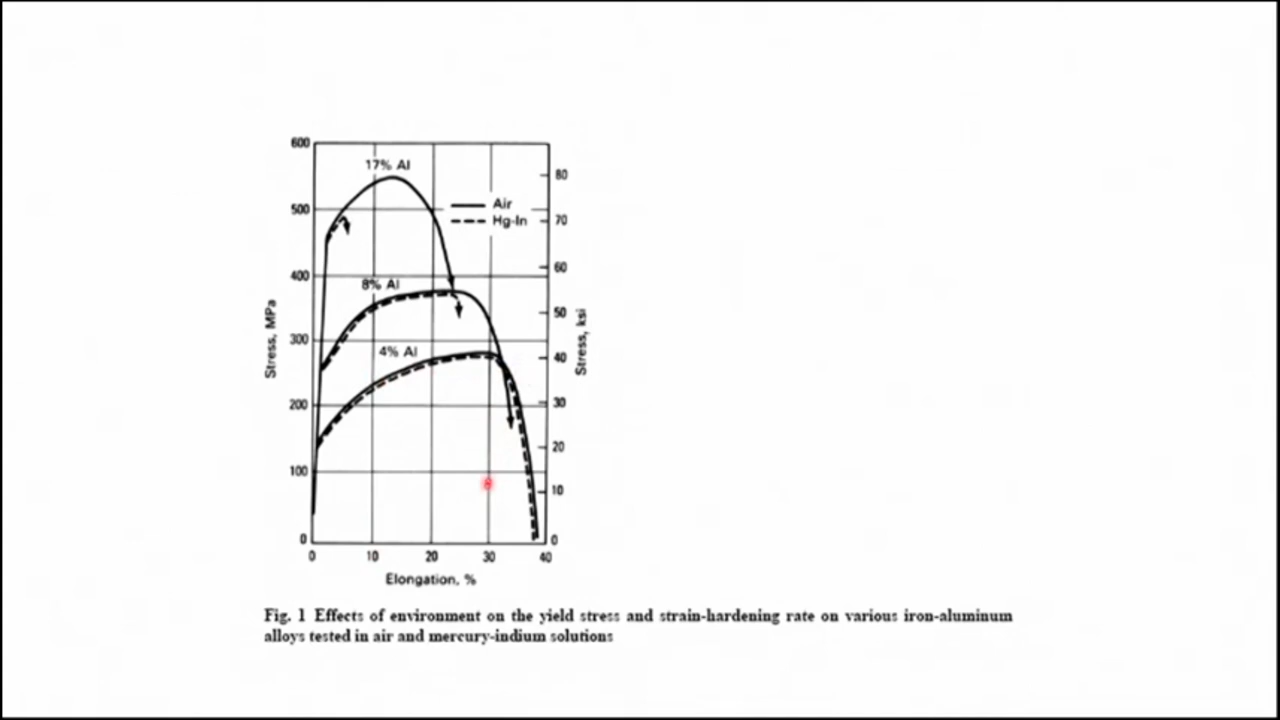 600
17% Al
80
Air
500
Hg-In
70
60
400
8% Al
50
Stress, MPa
Stress, ksi
300
4% Al
40
200
30
20
100
10
0
0
0
10
20
30
40
Elongation, %
Fig. 1 Effects of environment on the yield stress and strain-hardening rate on various iron-aluminum
alloys tested in air and mercury-indium solutions